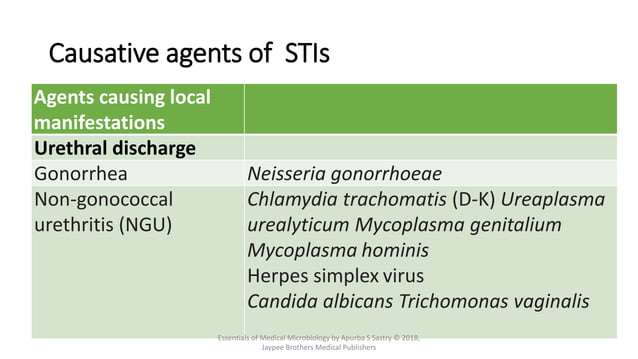 Causative agents of STIs
Agents causing local
manifestations
Urethral discharge
Gonorrhea
Neisseria gonorrhoeae
Non-gonococcal
urethritis (NGU)
Chlamydia trachomatis (D-K) Ureaplasma
urealyticum Mycoplasma genitalium
Mycoplasma hominis
Herpes simplex virus
Candida albicans Trichomonas vaginalis
Essentials of Medical Microbiology by Apurba S Sastry © 2018,
Jaypee Brothers Medical Publishers